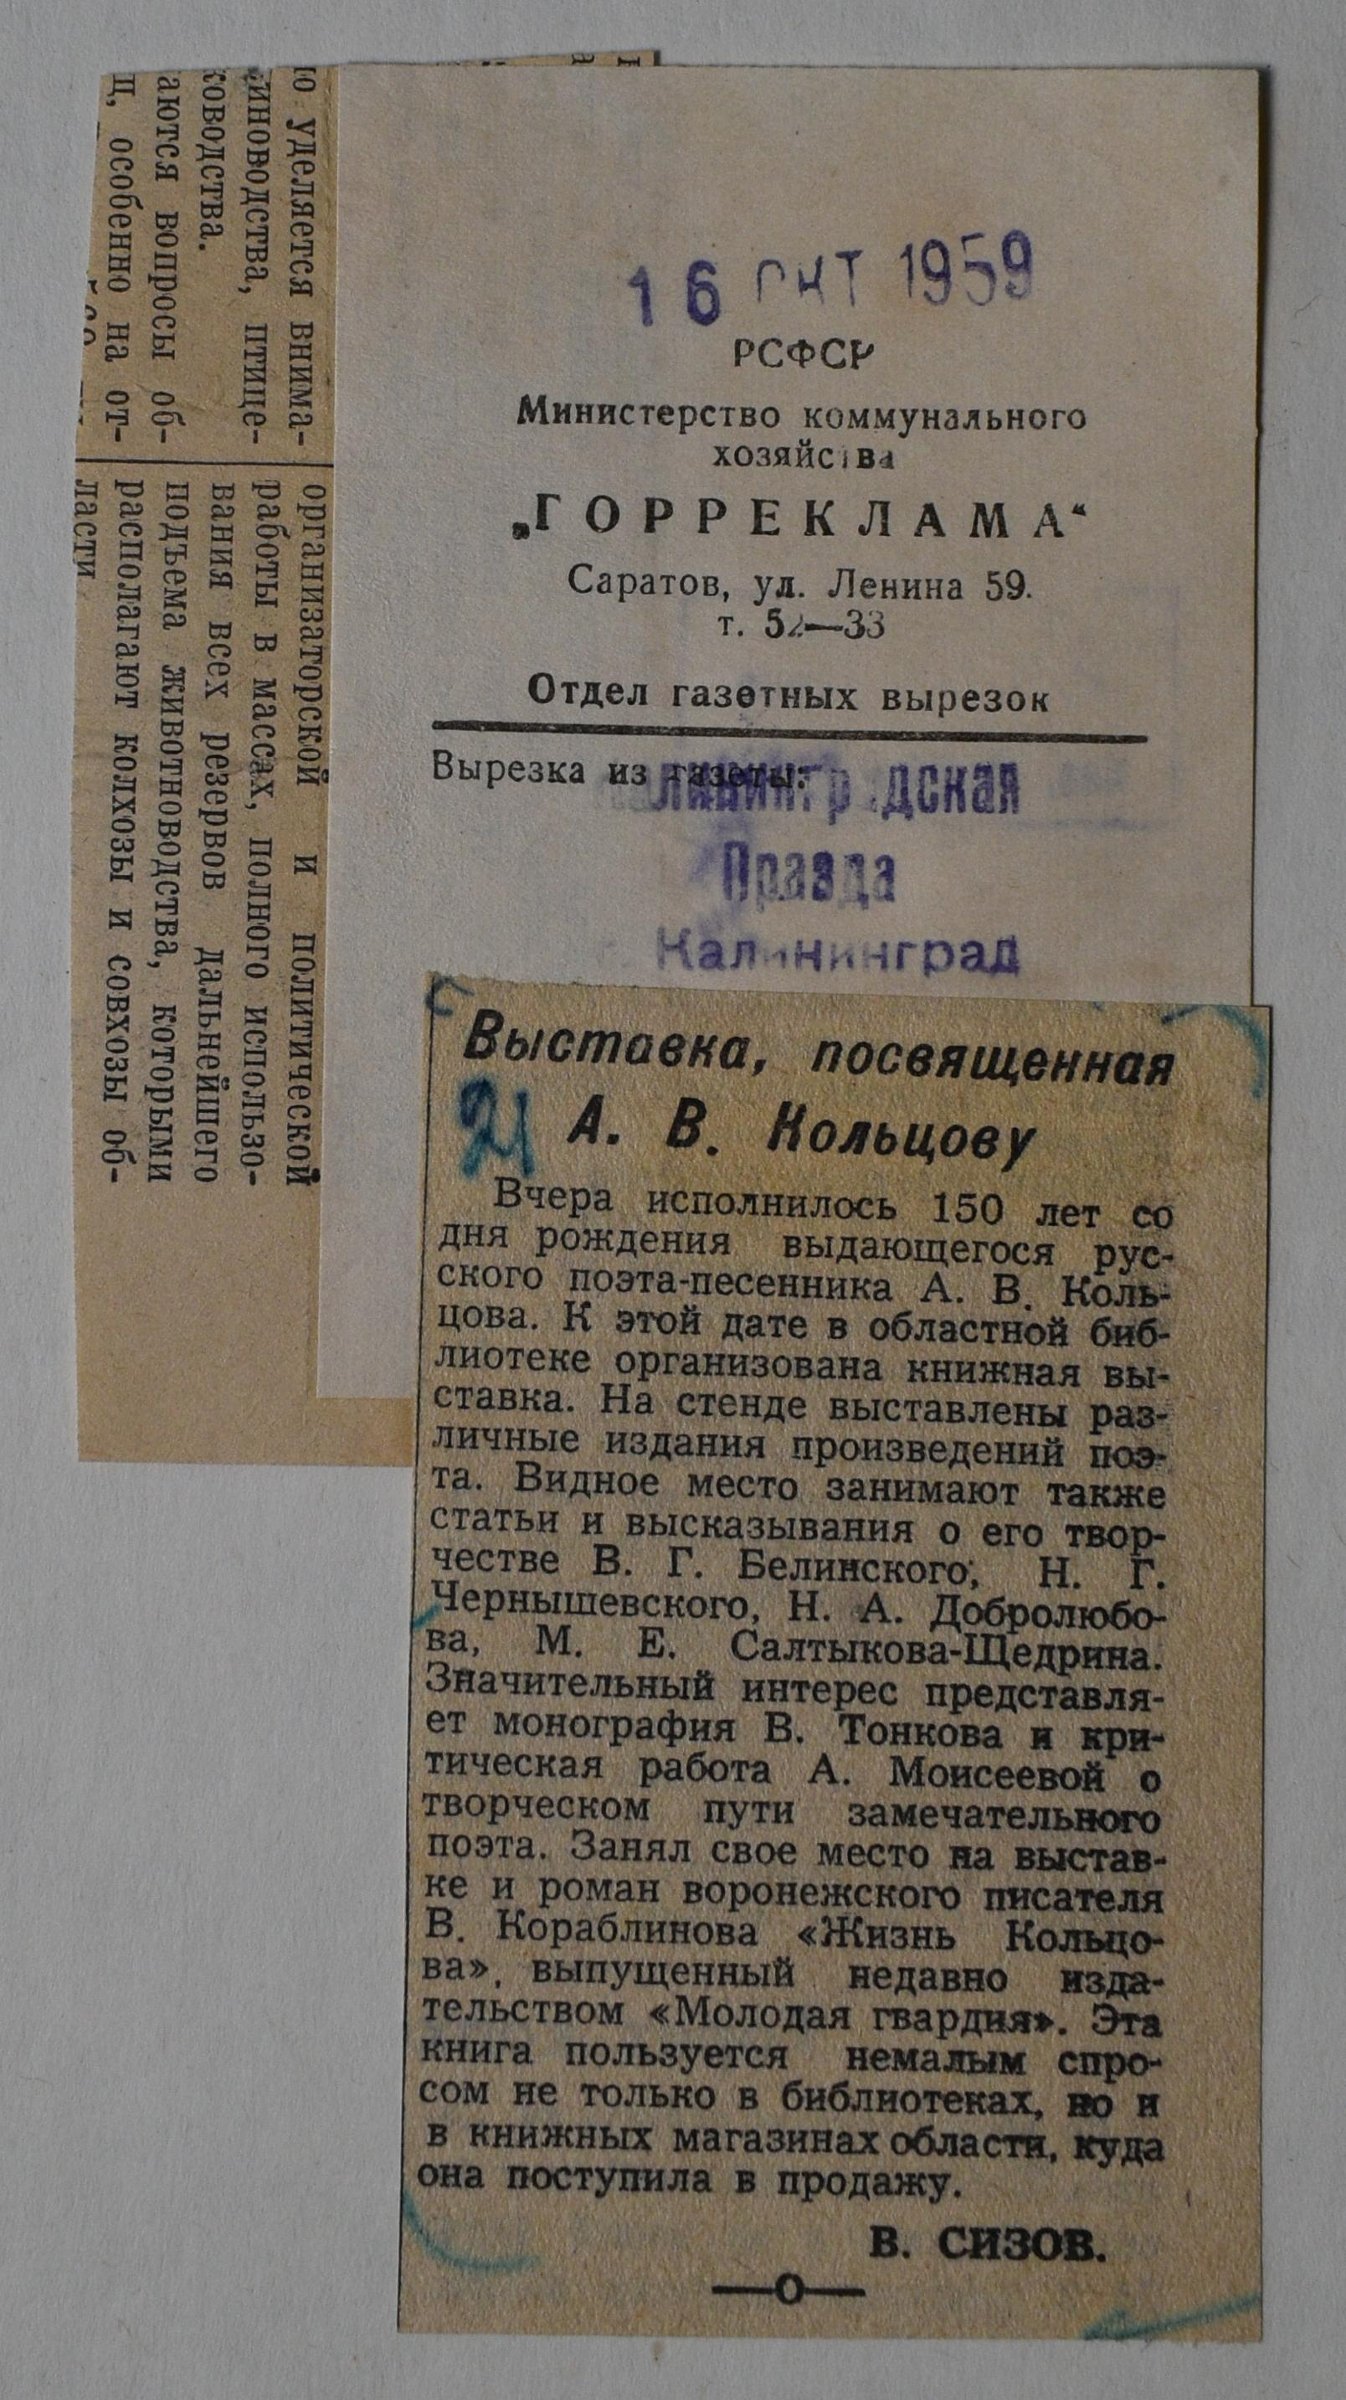 16 ОКТ 1959
РСФСР
Министерство коммунального
хозяйства
„ГОРРЕКЛАМА“
Саратов, ул. Ленина 59.
т. 52—33
Отдел газетных вырезок
Вырезка из газеты:
Калининградская
Правда
Калининград
Выставка, посвященная
21 А. В. Кольцову
Вчера исполнилось 150 лет со
дня рождения выдающегося рус-
ского поэта-песенника А. В. Коль-
цова. К этой дате в областной биб-
лиотеке организована книжная вы-
ставка. На стенде выставлены раз-
личные издания произведений поэ-
та. Видное место занимают также
статьи и высказывания о его твор-
честве В. Г. Белинского, Н. Г.
Чернышевского, Н. А. Добролюбо-
ва, М. Е. Салтыкова-Щедрина.
Значительный интерес представля-
ет монография В. Тонкова и кри-
тическая работа А. Моисеевой о
творческом пути замечательного
поэта. Занял свое место на выстав-
ке и роман воронежского писателя
В. Кораблинова «Жизнь Кольцо-
ва», выпущенный недавно изда-
тельством «Молодая гвардия». Эта
книга пользуется немалым спро-
сом не только в библиотеках, но и
в книжных магазинах области, куда
она поступила в продажу.
В. СИЗОВ.
уделяется внима-
иноводства, птице-
ководства.
аются вопросы об-
особенно на от-
организаторской и политической
работы в массах, полного использо-
вания всех резервов дальнейшего
подъема животноводства, которыми
располагают колхозы и совхозы об-
ласти